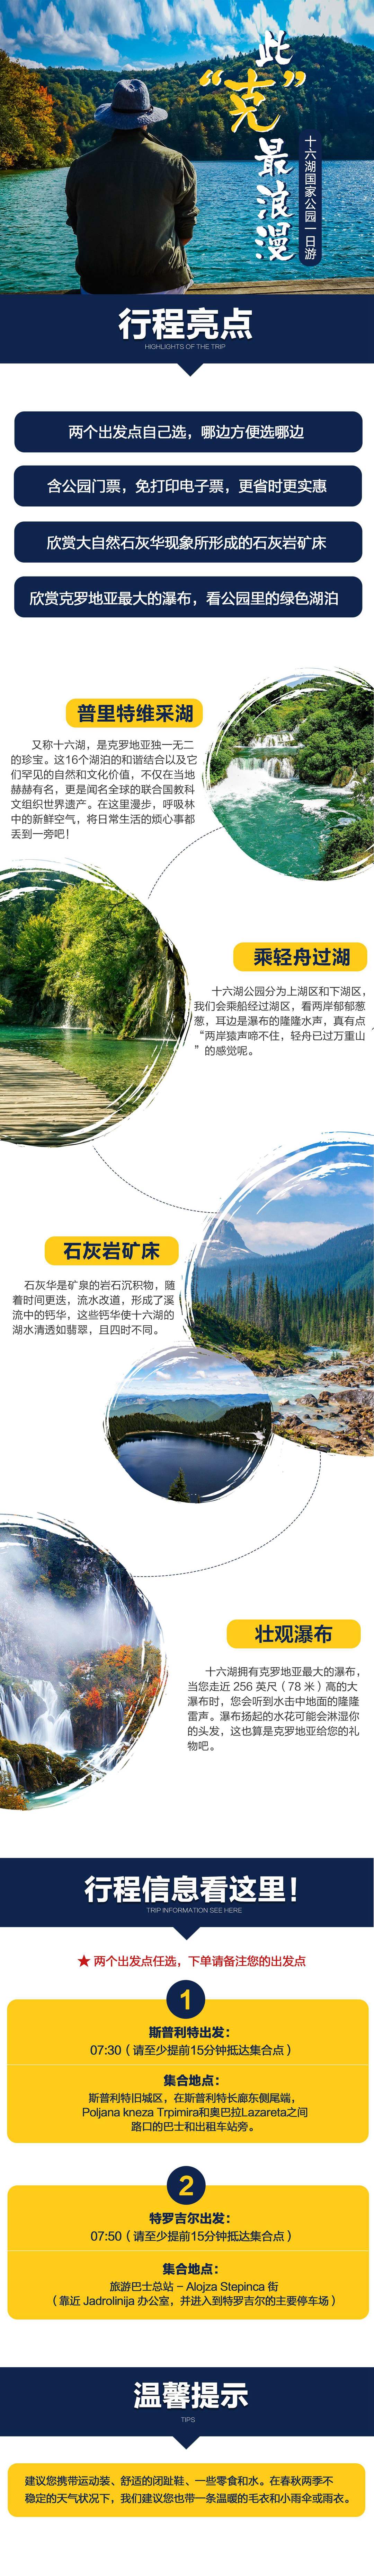 此
“克”
最
浪
漫
十六湖国家公园一日游
行程亮点
HIGHLIGHTS OF THE TRIP
两个出发点自己选，哪边方便选哪边
含公园门票，免打印电子票，更省时更实惠
欣赏大自然石灰华现象所形成的石灰岩矿床
欣赏克罗地亚最大的瀑布，看公园里的绿色湖泊
普里特维采湖
又称十六湖，是克罗地亚独一无二
的珍宝。这16个湖泊的和谐结合以及它
们罕见的自然和文化价值，不仅在当地
赫赫有名，更是闻名全球的联合国教科
文组织世界遗产。在这里漫步，呼吸林
中的新鲜空气，将日常生活的烦心事都
丢到一旁吧！
乘轻舟过湖
十六湖公园分为上湖区和下湖区，
我们会乘船经过湖区，看两岸郁郁葱
葱，耳边是瀑布的隆隆水声，真有点
“两岸猿声啼不住，轻舟已过万重山
”的感觉呢。
石灰岩矿床
石灰华是矿泉的岩石沉积物，随
着时间更迭，流水改道，形成了溪
流中的钙华，这些钙华使十六湖的
湖水清透如翡翠，且四时不同。
壮观瀑布
十六湖拥有克罗地亚最大的瀑布，
当您走近 256 英尺（78 米）高的大
瀑布时，您会听到水击中地面的隆隆
雷声。瀑布扬起的水花可能会淋湿你
的头发，这也算是克罗地亚给您的礼
物吧。
行程信息看这里！
TRIP INFORMATION SEE HERE
★ 两个出发点任选，下单请备注您的出发点
1
斯普利特出发：
07:30（请至少提前15分钟抵达集合点）
集合地点：
斯普利特旧城区，在斯普利特长廊东侧尾端，
Poljana kneza Trpimira和奥巴拉Lazareta之间
路口的巴士和出租车站旁。
2
特罗吉尔出发：
07:50（请至少提前15分钟抵达集合点）
集合地点：
旅游巴士总站 – Alojza Stepinca 街
（靠近 Jadrolinija 办公室，并进入到特罗吉尔的主要停车场）
温馨提示
TIPS
建议您携带运动装、舒适的闭趾鞋、一些零食和水。在春秋两季不
稳定的天气状况下，我们建议您也带一条温暖的毛衣和小雨伞或雨衣。